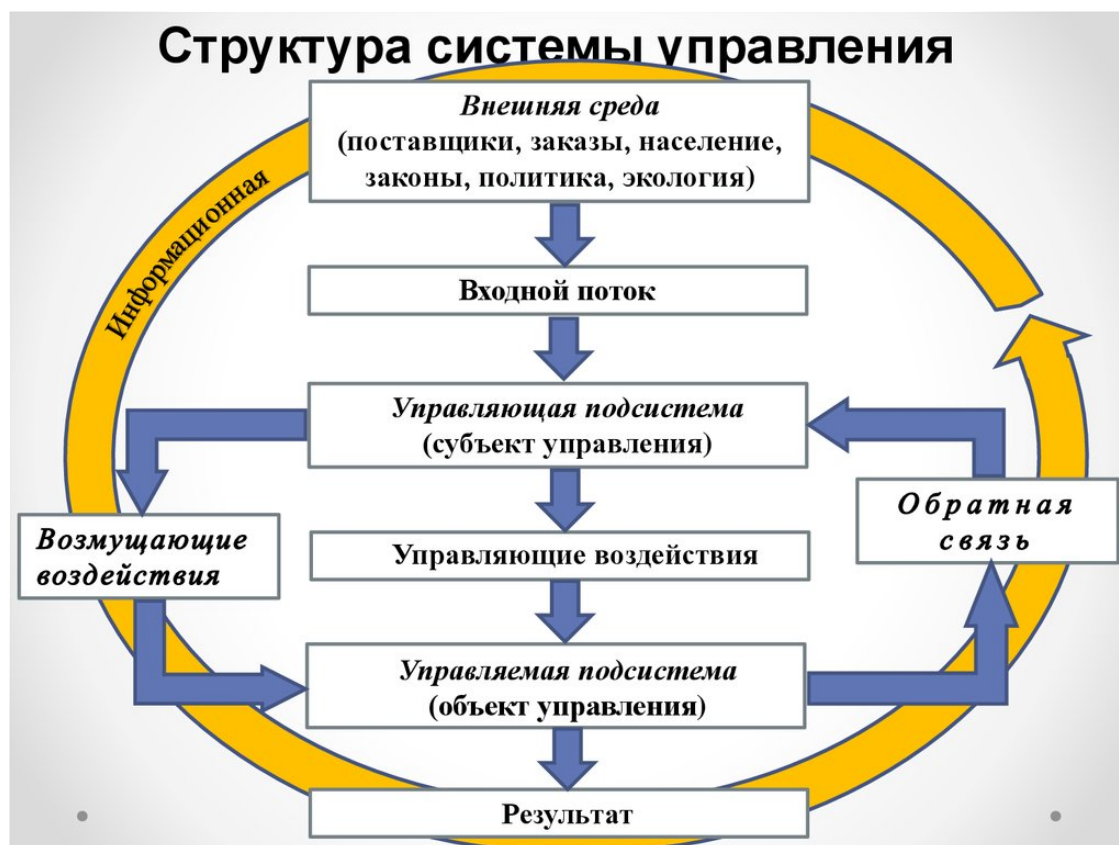 Структура системы управления
Внешняя среда
(поставщики, заказы, население,
законы, политика, экология)
Информационная
Входной поток
Управляющая подсистема
(субъект управления)
Обратная
связь
Возмущающие
воздействия
Управляющие воздействия
Управляемая подсистема
(объект управления)
Результат